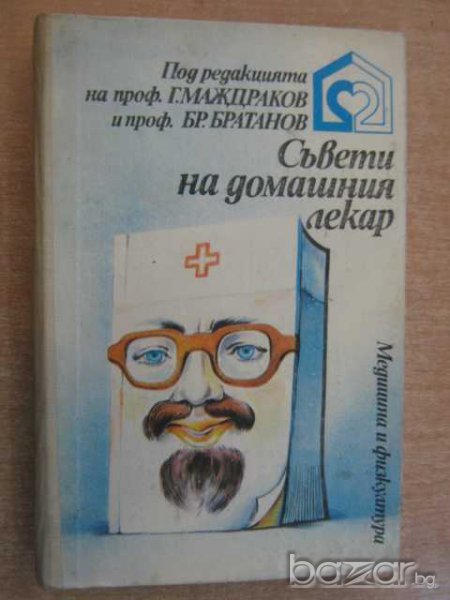 Под редакцията
на проф. Г. МАЖДРАКОВ
и проф. БР. БРАТАНОВ
Съвети
на домашния
лекар
Медицина и физкултура
bazar.bg